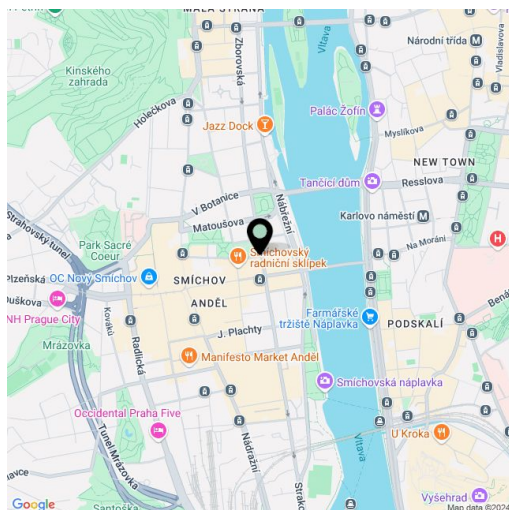 MALÁ STRANA
Národní třída M
Vladislavova
Kinského
zahrada
Zborovská
Vltava
Holečkova
Palác Žofín
Jazz Dock
Myslíkova
NEW TOWN
Tančící dům
Resslova
V Botanice
Nábřežní
Matoušova
Karlovo náměstí M
Strahovský tunel
Park Sacré
Coeur
Na Moráni
H
Smíchovský
radniční sklípek
Plzeňská
OC Nový Smíchov
SMÍCHOV
ANDĚL
NH Prague City
Kováků
Radlická
Farmářské
tržiště Náplavka
PODSKALÍ
J. Plachty
Mrázovka
Manifesto Market Anděl
Smíchovská náplavka
Occidental Praha Five
U Kroka
Tunel Mrázovka
Nádražní
Vltava
Vyšehrad
Google
Santoška
Map data ©2024